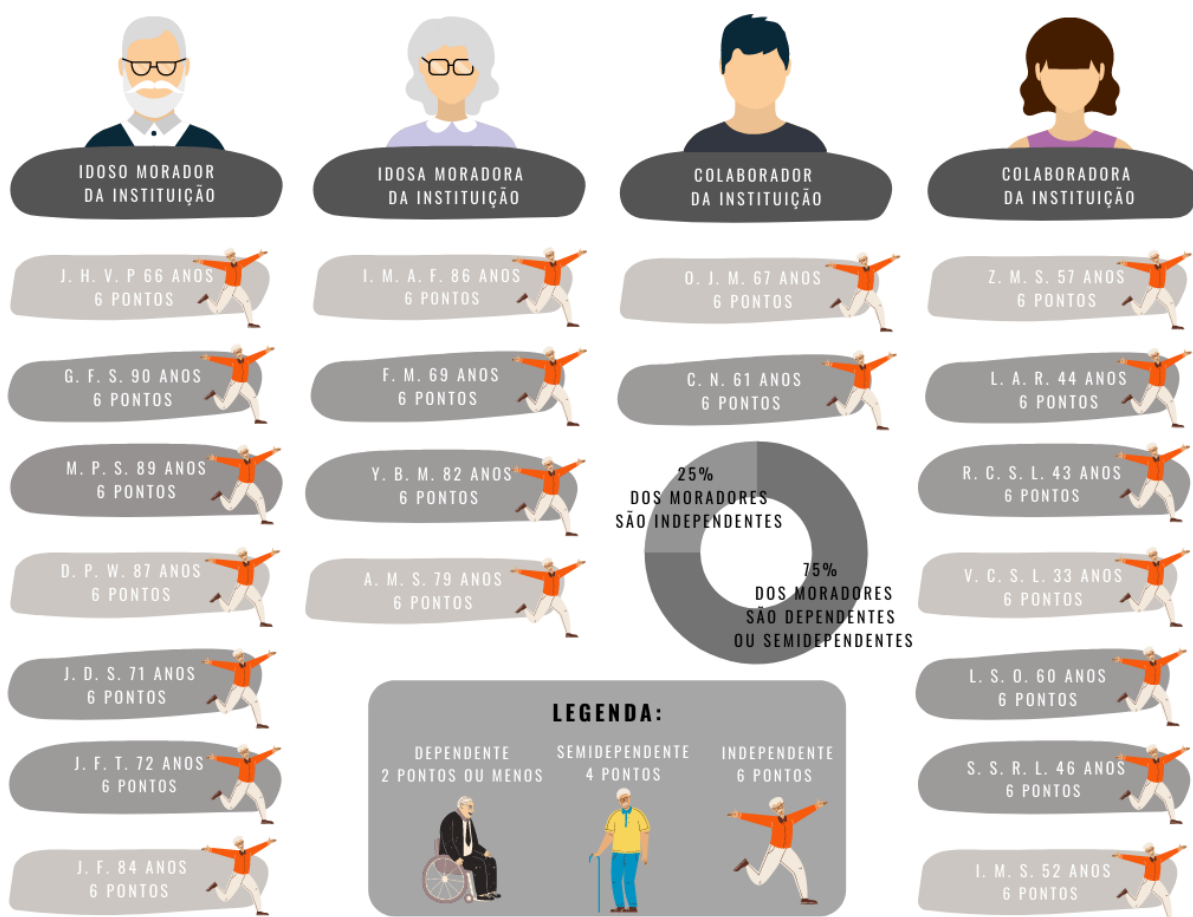 IDOSO MORADOR
DA INSTITUIÇÃO
J. H. V. P 66 ANOS
6 PONTOS
G. F. S. 90 ANOS
6 PONTOS
M. P. S. 89 ANOS
6 PONTOS
D. P. W. 87 ANOS
6 PONTOS
J. D. S. 71 ANOS
6 PONTOS
J. F. T. 72 ANOS
6 PONTOS
J. F. 84 ANOS
6 PONTOS
IDOSA MORADORA
DA INSTITUIÇÃO
I. M. A. F. 86 ANOS
6 PONTOS
F. M. 69 ANOS
6 PONTOS
Y. B. M. 82 ANOS
6 PONTOS
A. M. S. 79 ANOS
6 PONTOS
COLABORADOR
DA INSTITUIÇÃO
O. J. M. 67 ANOS
6 PONTOS
C. N. 61 ANOS
6 PONTOS
25%
DOS MORADORES
SÃO INDEPENDENTES
75%
DOS MORADORES
SÃO DEPENDENTES
OU SEMIDEPENDENTES
LEGENDA:
DEPENDENTE
2 PONTOS OU MENOS
SEMIDEPENDENTE
4 PONTOS
INDEPENDENTE
6 PONTOS
COLABORADORA
DA INSTITUIÇÃO
Z. M. S. 57 ANOS
6 PONTOS
L. A. R. 44 ANOS
6 PONTOS
R. C. S. L. 43 ANOS
6 PONTOS
V. C. S. L. 33 ANOS
6 PONTOS
L. S. O. 60 ANOS
6 PONTOS
S. S. R. L. 46 ANOS
6 PONTOS
I. M. S. 52 ANOS
6 PONTOS